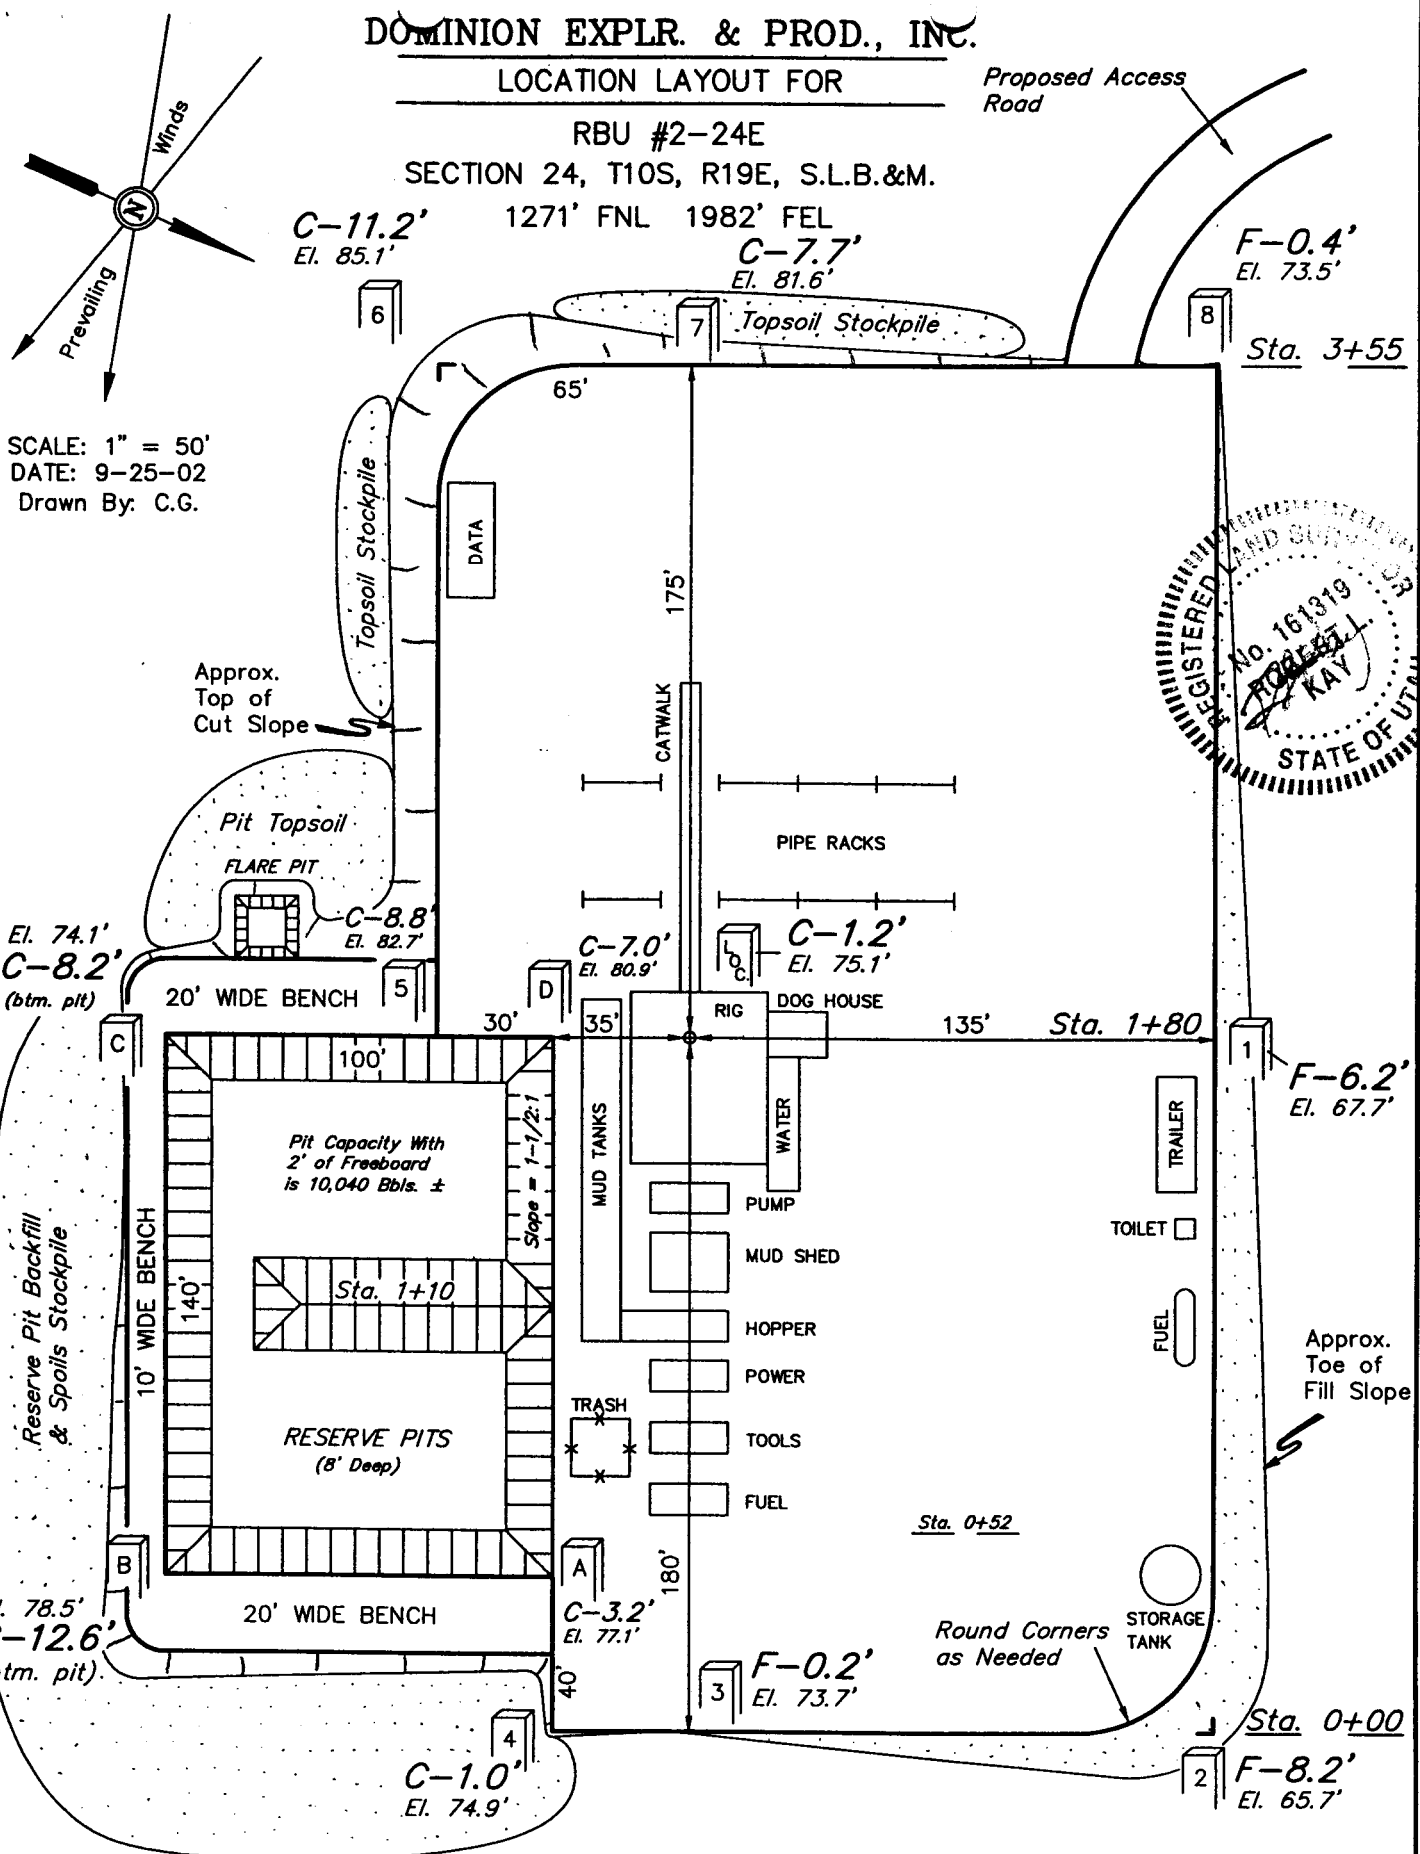 DOMINION EXPLR. & PROD., INC.
LOCATION LAYOUT FOR
RBU #2-24E
SECTION 24, T10S, R19E, S.L.B.&M.
1271' FNL 1982' FEL
Proposed Access
Road
Winds
N
Prevailing
C-11.2'
El. 85.1'
C-7.7'
El. 81.6'
F-0.4'
El. 73.5'
6
7
8
Topsoil Stockpile
Sta. 3+55
65'
SCALE: 1" = 50'
DATE: 9-25-02
Drawn By: C.G.
Topsoil Stockpile
DATA
175'
REGISTERED LAND SURVEYOR
No. 161319
ROBERT L.
KAY
STATE OF UTAH
Approx.
Top of
Cut Slope
CATWALK
Pit Topsoil
PIPE RACKS
FLARE PIT
C-8.8'
El. 82.7'
El. 74.1'
C-8.2'
(btm. pit)
C-7.0'
El. 80.9'
LOC.
C-1.2'
El. 75.1'
20' WIDE BENCH
5
D
RIG
DOG HOUSE
C
30'
35'
135'
Sta. 1+80
1
100'
F-6.2'
El. 67.7'
Pit Capacity With
2' of Freeboard
is 10,040 Bbls. ±
Slope = 1-1/2:1
MUD TANKS
WATER
TRAILER
PUMP
TOILET
MUD SHED
Reserve Pit Backfill
& Spoils Stockpile
10' WIDE BENCH
140'
Sta. 1+10
HOPPER
FUEL
Approx.
Toe of
Fill Slope
POWER
TRASH
RESERVE PITS
(8' Deep)
TOOLS
FUEL
Sta. 0+52
B
A
180'
78.5'
-12.6'
pit)
20' WIDE BENCH
C-3.2'
El. 77.1'
STORAGE
TANK
Round Corners
as Needed
40'
3
F-0.2'
El. 73.7'
Sta. 0+00
4
C-1.0'
El. 74.9'
2
F-8.2'
El. 65.7'